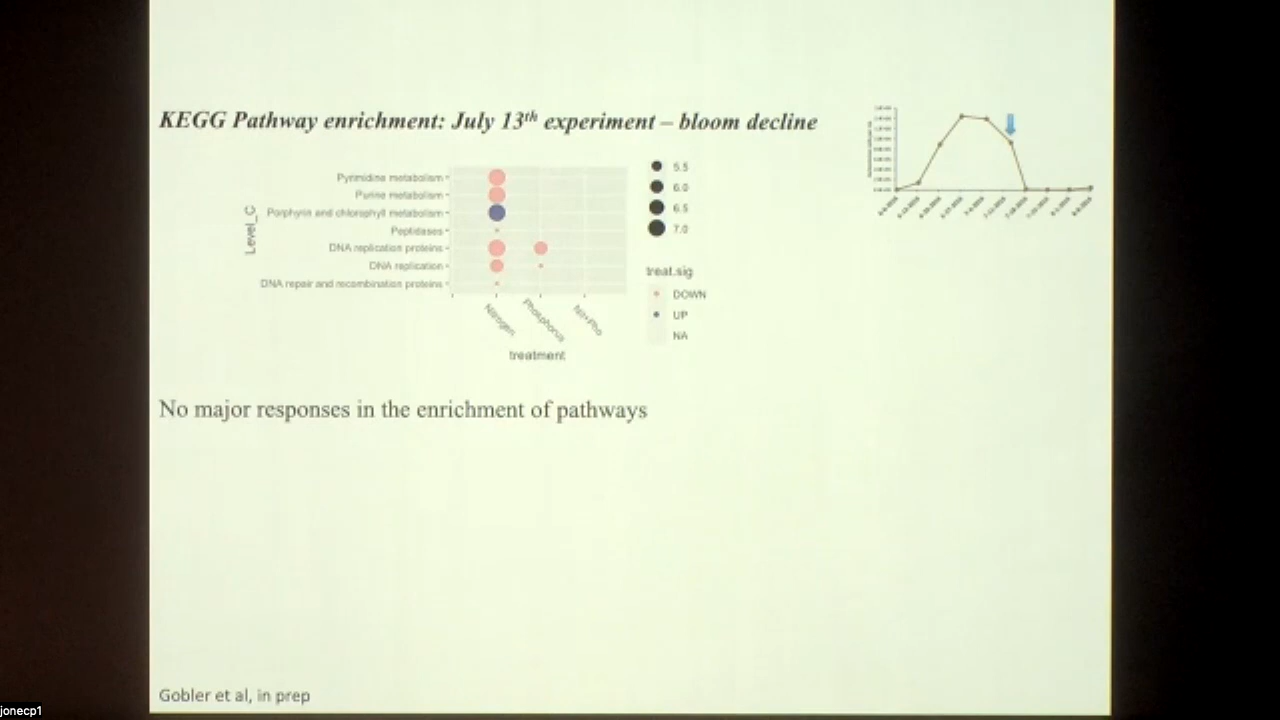 KEGG Pathway enrichment: July 13th experiment – bloom decline
Pyrimidine metabolism
Purine metabolism
Porphyrin and chlorophyll metabolism
Peptidases
DNA replication proteins
DNA replication
DNA repair and recombination proteins
Level_C
Nitrogen
Phosphorus
Nit+Pho
treatment
5.5
6.0
6.5
7.0
treat.sig
DOWN
UP
NA
No major responses in the enrichment of pathways
Gobler et al, in prep
jonecp1